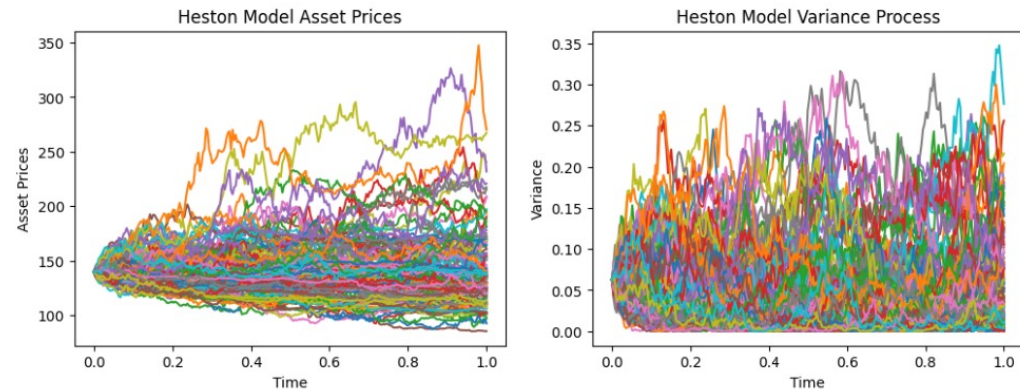 Heston Model Asset Prices
350
300
250
200
150
100
Asset Prices
0.0 0.2 0.4 0.6 0.8 1.0
Time
Heston Model Variance Process
0.35
0.30
0.25
0.20
0.15
0.10
0.05
0.00
Variance
0.0 0.2 0.4 0.6 0.8 1.0
Time